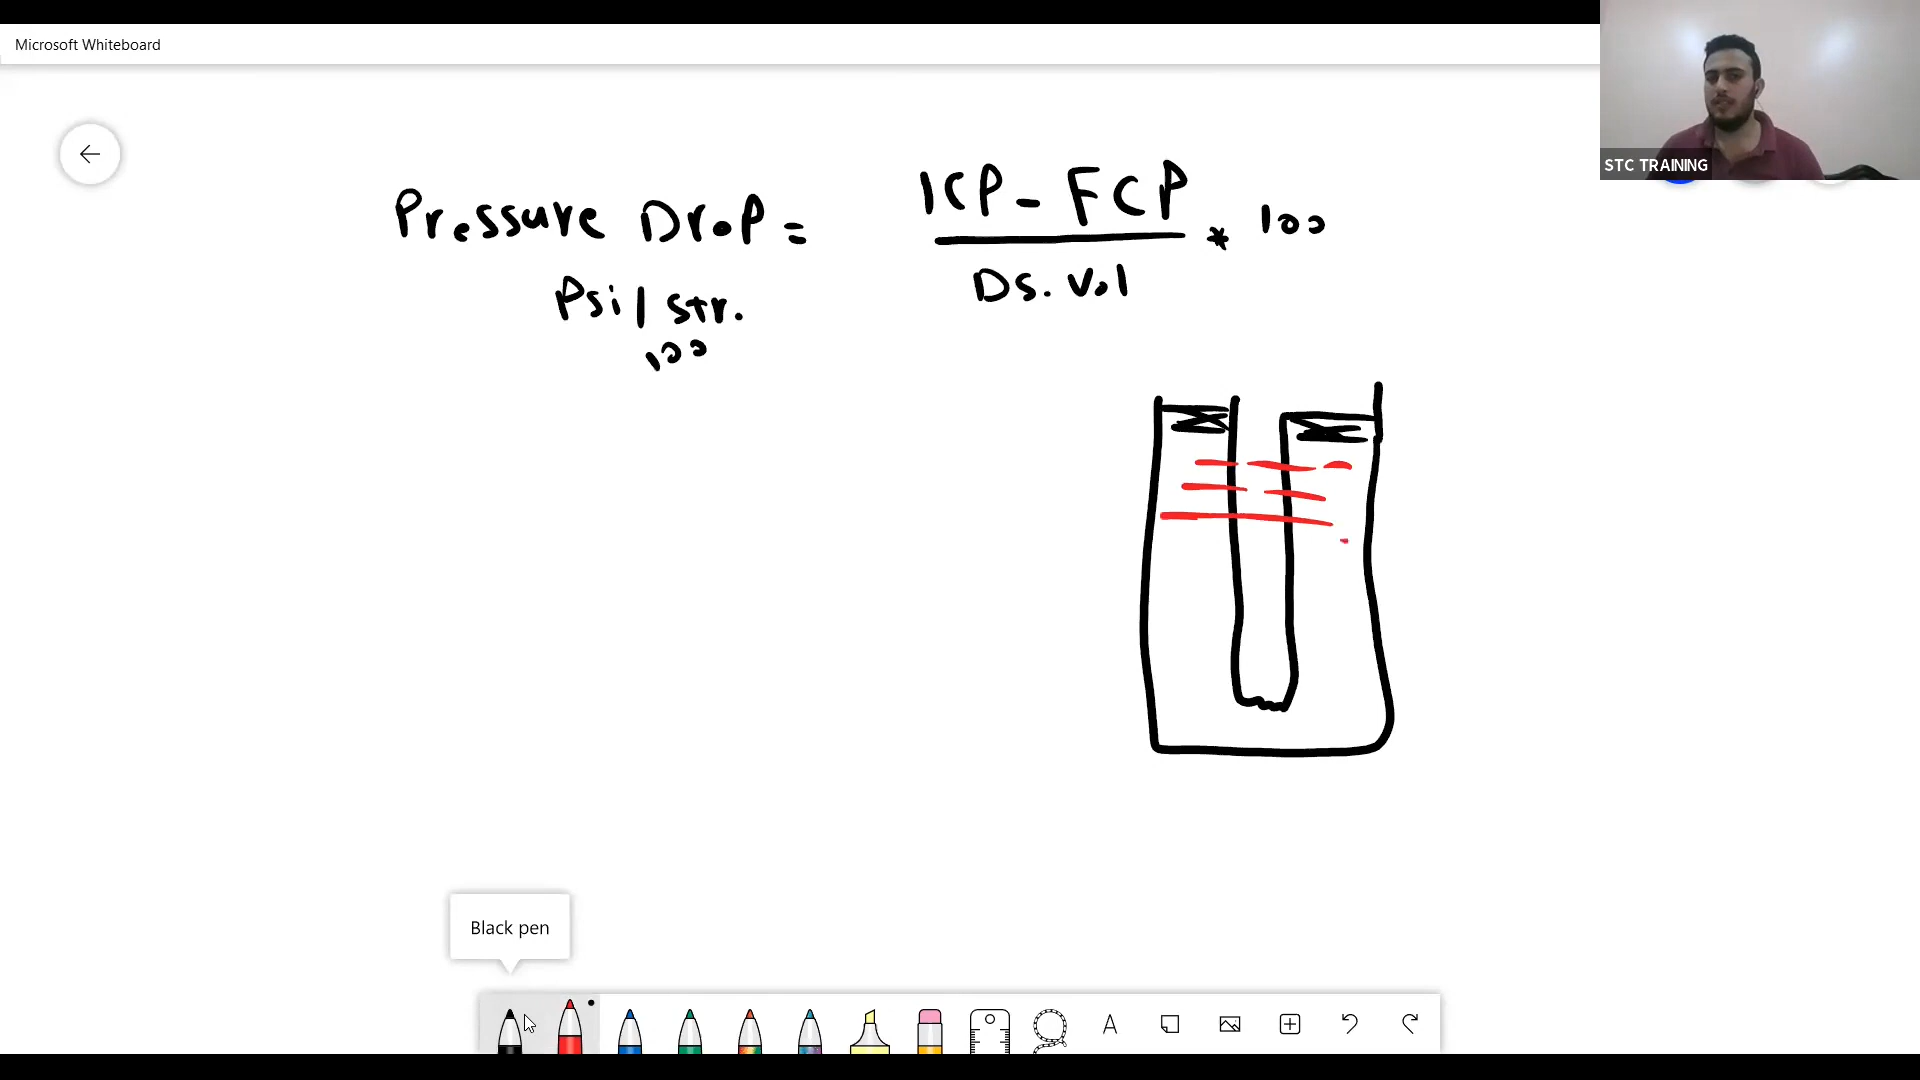 Microsoft Whiteboard
STC TRAINING
Pressure Drop = ICP - FCP / Ds. Vol * 100
Psi / str.
100
Black pen
A